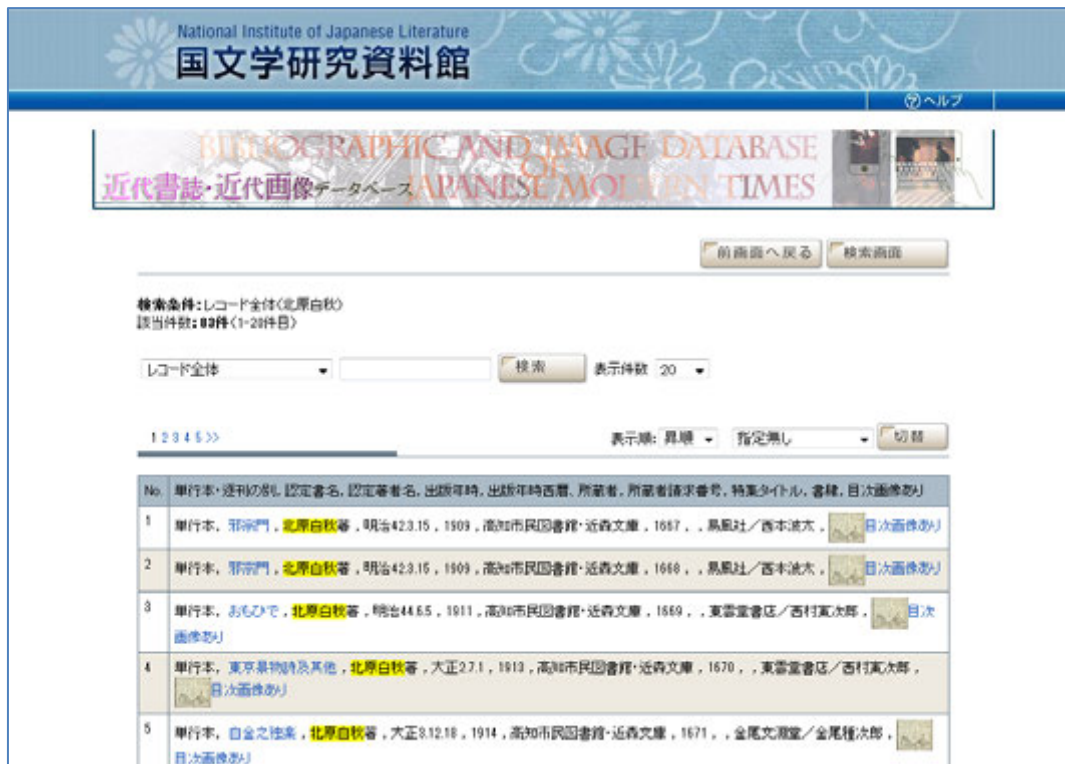 National Institute of Japanese Literature
国文学研究資料館
ヘルプ
BIBLIOGRAPHIC AND IMAGE DATABASE
OF
近代書誌・近代画像データベース JAPANESE MODERN TIMES
前画面へ戻る 検索画面
検索条件:レコード全体(北原白秋)
該当件数:83件(1-20件目)
レコード全体 検索 表示件数 20
1 2 3 4 5 >>
表示順: 昇順 指定無し 切替
No. 単行本・逐刊の別, 認定書名, 認定著者名, 出版年時, 出版年時西暦, 所蔵者, 所蔵者請求番号, 特集タイトル, 書肆, 目次画像あり
1 単行本, 邪宗門, 北原白秋著, 明治42.3.15, 1909, 高知市民図書館・近森文庫, 1667, , 易風社/西本波太, 目次画像あり
2 単行本, 邪宗門, 北原白秋著, 明治42.3.15, 1909, 高知市民図書館・近森文庫, 1668, , 易風社/西本波太, 目次画像あり
3 単行本, おもひで, 北原白秋著, 明治44.6.5, 1911, 高知市民図書館・近森文庫, 1669, , 東雲堂書店/西村寅次郎, 目次
画像あり
4 単行本, 東京景物詩及其他, 北原白秋著, 大正2.7.1, 1913, 高知市民図書館・近森文庫, 1670, , 東雲堂書店/西村寅次郎,
目次画像あり
5 単行本, 白金之独楽, 北原白秋著, 大正3.12.18, 1914, 高知市民図書館・近森文庫, 1671, , 金尾文淵堂/金尾種次郎,
目次画像あり